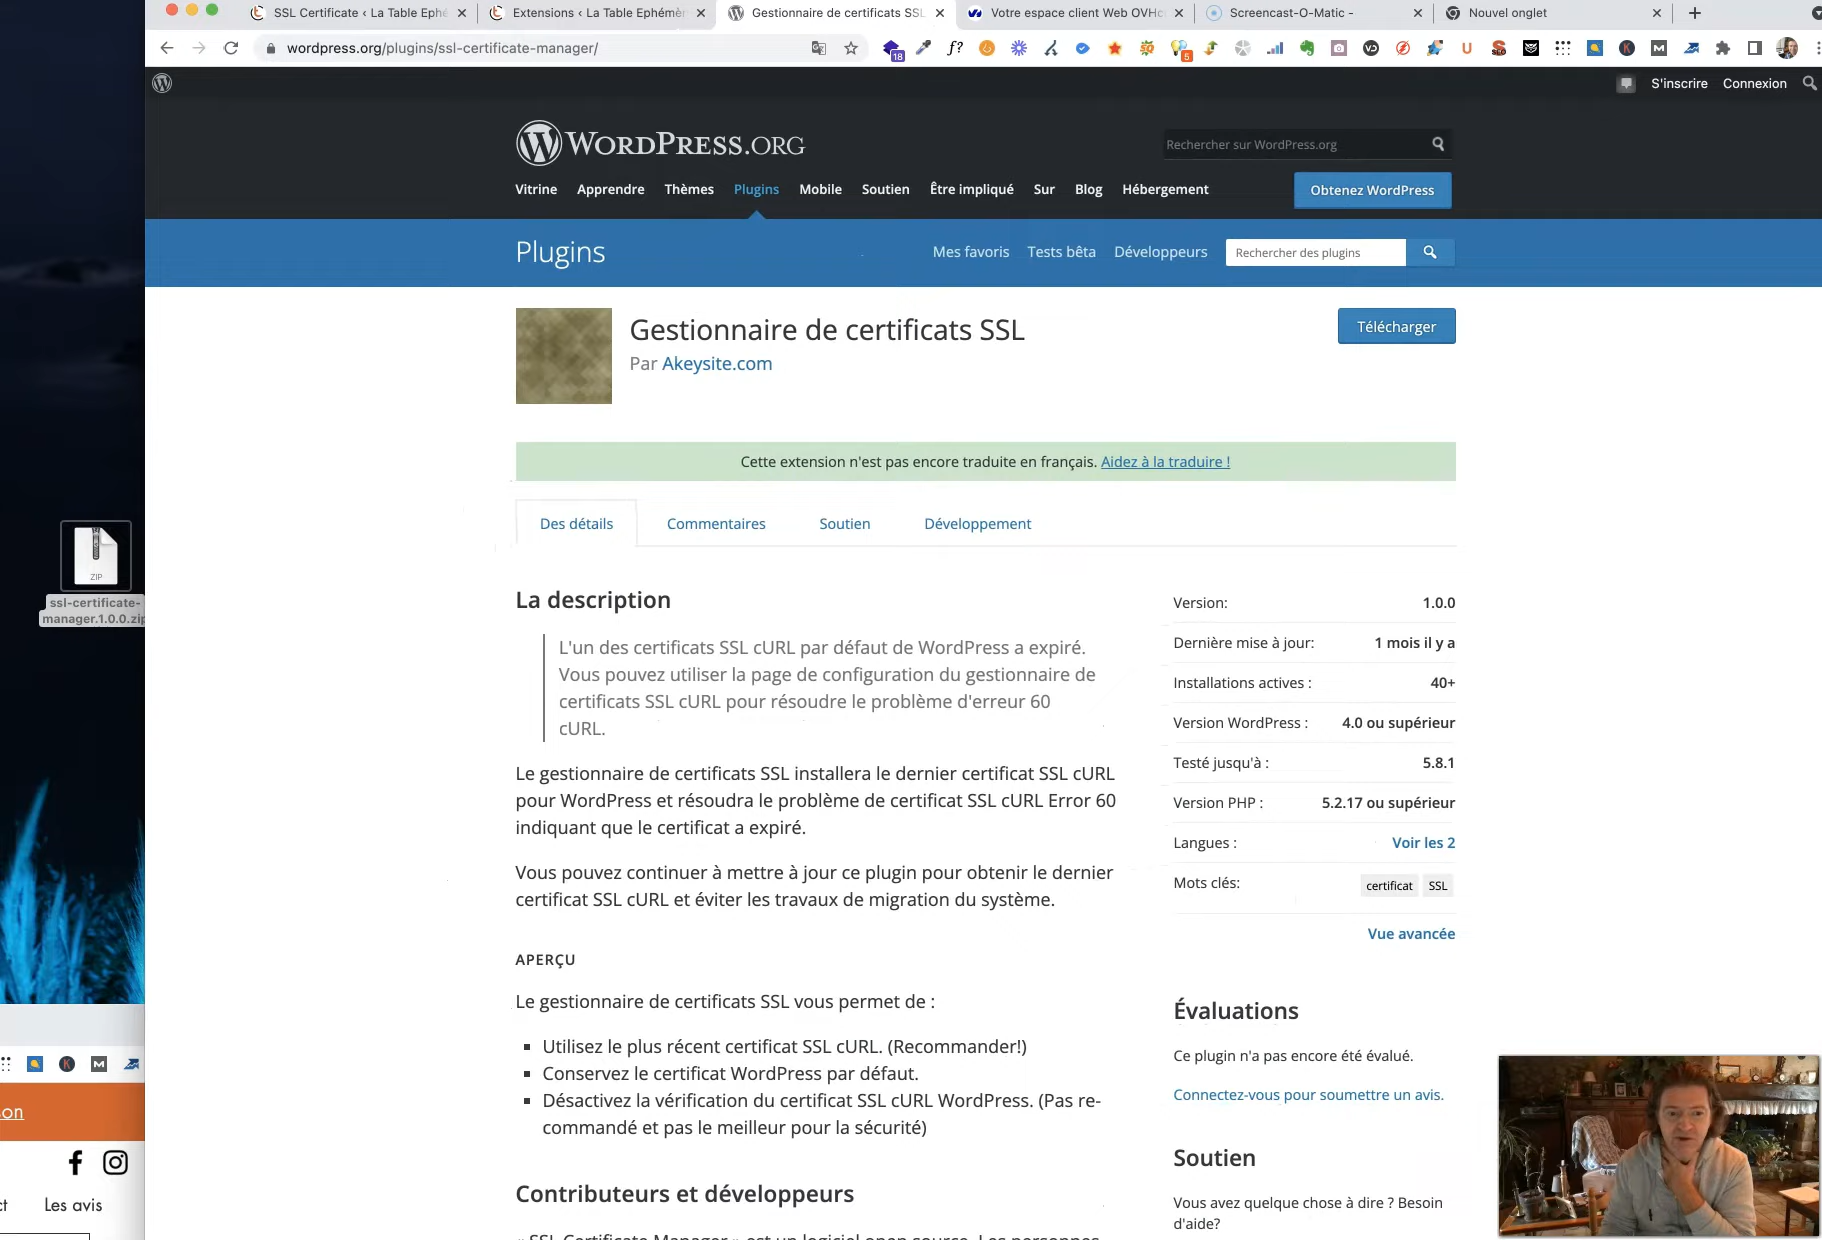 SSL Certificate ‹ La Table Ephé
Extensions ‹ La Table Ephémèr
Gestionnaire de certificats SSL
Votre espace client Web OVHc
Screencast-O-Matic -
Nouvel onglet
wordpress.org/plugins/ssl-certificate-manager/
S'inscrire
Connexion
WORDPRESS.ORG
Rechercher sur WordPress.org
Vitrine
Apprendre
Thèmes
Plugins
Mobile
Soutien
Être impliqué
Sur
Blog
Hébergement
Obtenez WordPress
Plugins
Mes favoris
Tests bêta
Développeurs
Rechercher des plugins
Gestionnaire de certificats SSL
Par Akeysite.com
Télécharger
Cette extension n'est pas encore traduite en français. Aidez à la traduire !
Des détails
Commentaires
Soutien
Développement
ZIP
ssl-certificate-
manager.1.0.0.zip
La description
L'un des certificats SSL cURL par défaut de WordPress a expiré.
Vous pouvez utiliser la page de configuration du gestionnaire de
certificats SSL cURL pour résoudre le problème d'erreur 60
cURL.
Le gestionnaire de certificats SSL installera le dernier certificat SSL cURL
pour WordPress et résoudra le problème de certificat SSL cURL Error 60
indiquant que le certificat a expiré.
Vous pouvez continuer à mettre à jour ce plugin pour obtenir le dernier
certificat SSL cURL et éviter les travaux de migration du système.
APERÇU
Le gestionnaire de certificats SSL vous permet de :
Utilisez le plus récent certificat SSL cURL. (Recommander!)
Conservez le certificat WordPress par défaut.
Désactivez la vérification du certificat SSL cURL WordPress. (Pas re-
commandé et pas le meilleur pour la sécurité)
Contributeurs et développeurs
« SSL Certificate Manager » est un logiciel open source. Les personnes
Version: 1.0.0
Dernière mise à jour: 1 mois il y a
Installations actives : 40+
Version WordPress : 4.0 ou supérieur
Testé jusqu'à : 5.8.1
Version PHP : 5.2.17 ou supérieur
Langues : Voir les 2
Mots clés: certificat SSL
Vue avancée
Évaluations
Ce plugin n'a pas encore été évalué.
Connectez-vous pour soumettre un avis.
Soutien
Vous avez quelque chose à dire ? Besoin
d'aide?
on
ct
Les avis